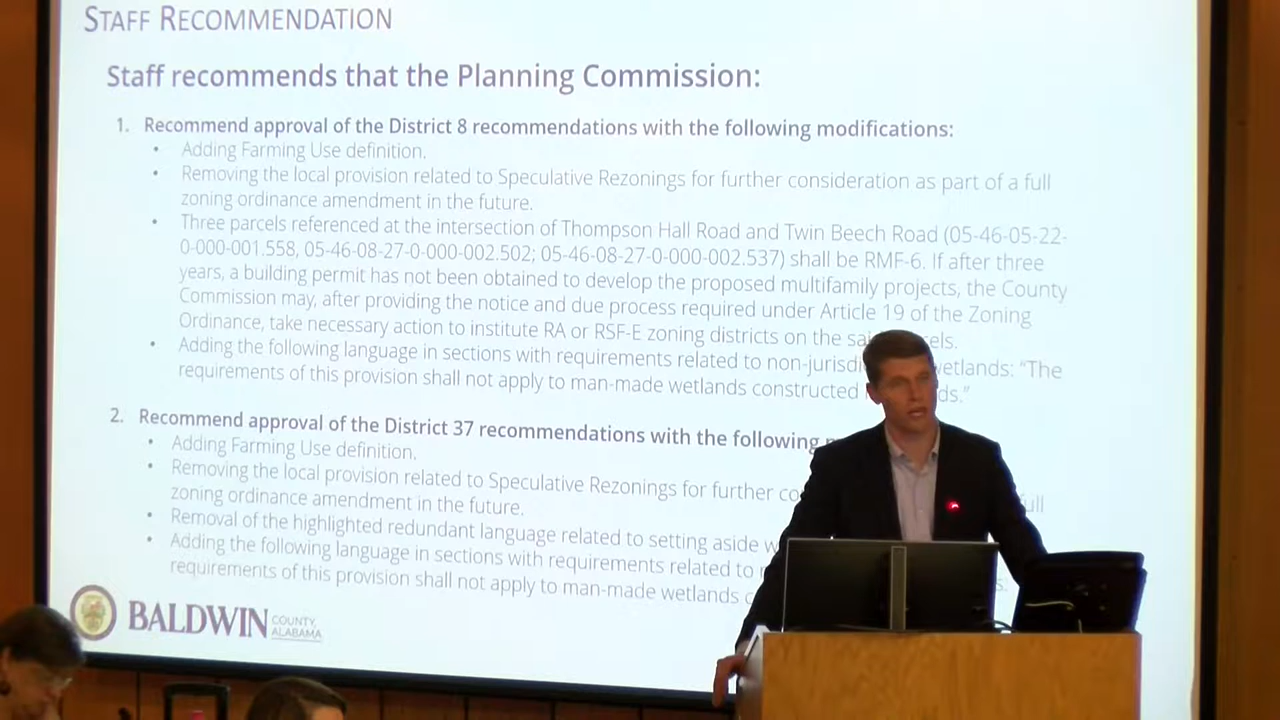 STAFF RECOMMENDATION
Staff recommends that the Planning Commission:
1. Recommend approval of the District 8 recommendations with the following modifications:
• Adding Farming Use definition.
• Removing the local provision related to Speculative Rezonings for further consideration as part of a full
zoning ordinance amendment in the future.
• Three parcels referenced at the intersection of Thompson Hall Road and Twin Beech Road (05-46-05-22-
0-000-001.558, 05-46-08-27-0-000-002.502; 05-46-08-27-0-000-002.537) shall be RMF-6. If after three
years, a building permit has not been obtained to develop the proposed multifamily projects, the County
Commission may, after providing the notice and due process required under Article 19 of the Zoning
Ordinance, take necessary action to institute RA or RSF-E zoning districts on the
• Adding the following language in sections with requirements related to "The
requirements of this provision shall not apply to man-made wetlands constructed
2. Recommend approval of the District 37 recommendations with the following
• Adding Farming Use definition.
• Removing the local provision related to Speculative Rezonings for further full
zoning ordinance amendment in the future.
• Removal of the highlighted redundant language related to setting aside
• Adding the following language in sections with requirements related to
requirements of this provision shall not apply to man-made wetlands
BALDWIN COUNTY,
ALABAMA